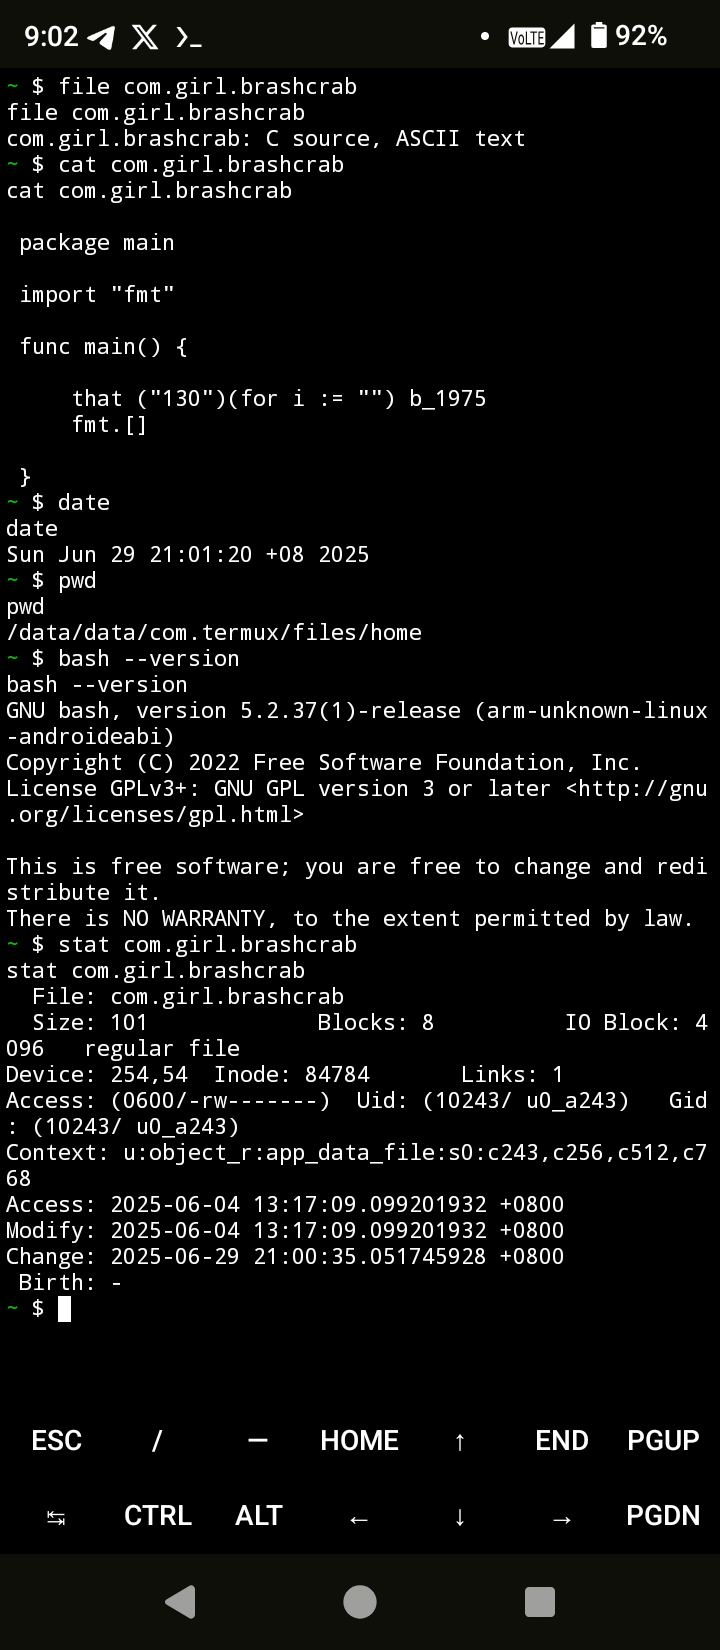 9:02 VoLTE 92%
~ $ file com.girl.brashcrab
file com.girl.brashcrab
com.girl.brashcrab: C source, ASCII text
~ $ cat com.girl.brashcrab
cat com.girl.brashcrab
package main
import "fmt"
func main() {
that ("130")(for i := "") b_1975
fmt.[]
}
~ $ date
date
Sun Jun 29 21:01:20 +08 2025
~ $ pwd
pwd
/data/data/com.termux/files/home
~ $ bash --version
bash --version
GNU bash, version 5.2.37(1)-release (arm-unknown-linux
-androideabi)
Copyright (C) 2022 Free Software Foundation, Inc.
License GPLv3+: GNU GPL version 3 or later <http://gnu
.org/licenses/gpl.html>
This is free software; you are free to change and redi
stribute it.
There is NO WARRANTY, to the extent permitted by law.
~ $ stat com.girl.brashcrab
stat com.girl.brashcrab
File: com.girl.brashcrab
Size: 101 Blocks: 8 IO Block: 4
096 regular file
Device: 254,54 Inode: 84784 Links: 1
Access: (0600/-rw-------) Uid: (10243/ u0_a243) Gid
: (10243/ u0_a243)
Context: u:object_r:app_data_file:s0:c243,c256,c512,c7
68
Access: 2025-06-04 13:17:09.099201932 +0800
Modify: 2025-06-04 13:17:09.099201932 +0800
Change: 2025-06-29 21:00:35.051745928 +0800
Birth: -
~ $
ESC / — HOME ↑ END PGUP
↹ CTRL ALT ← ↓ → PGDN